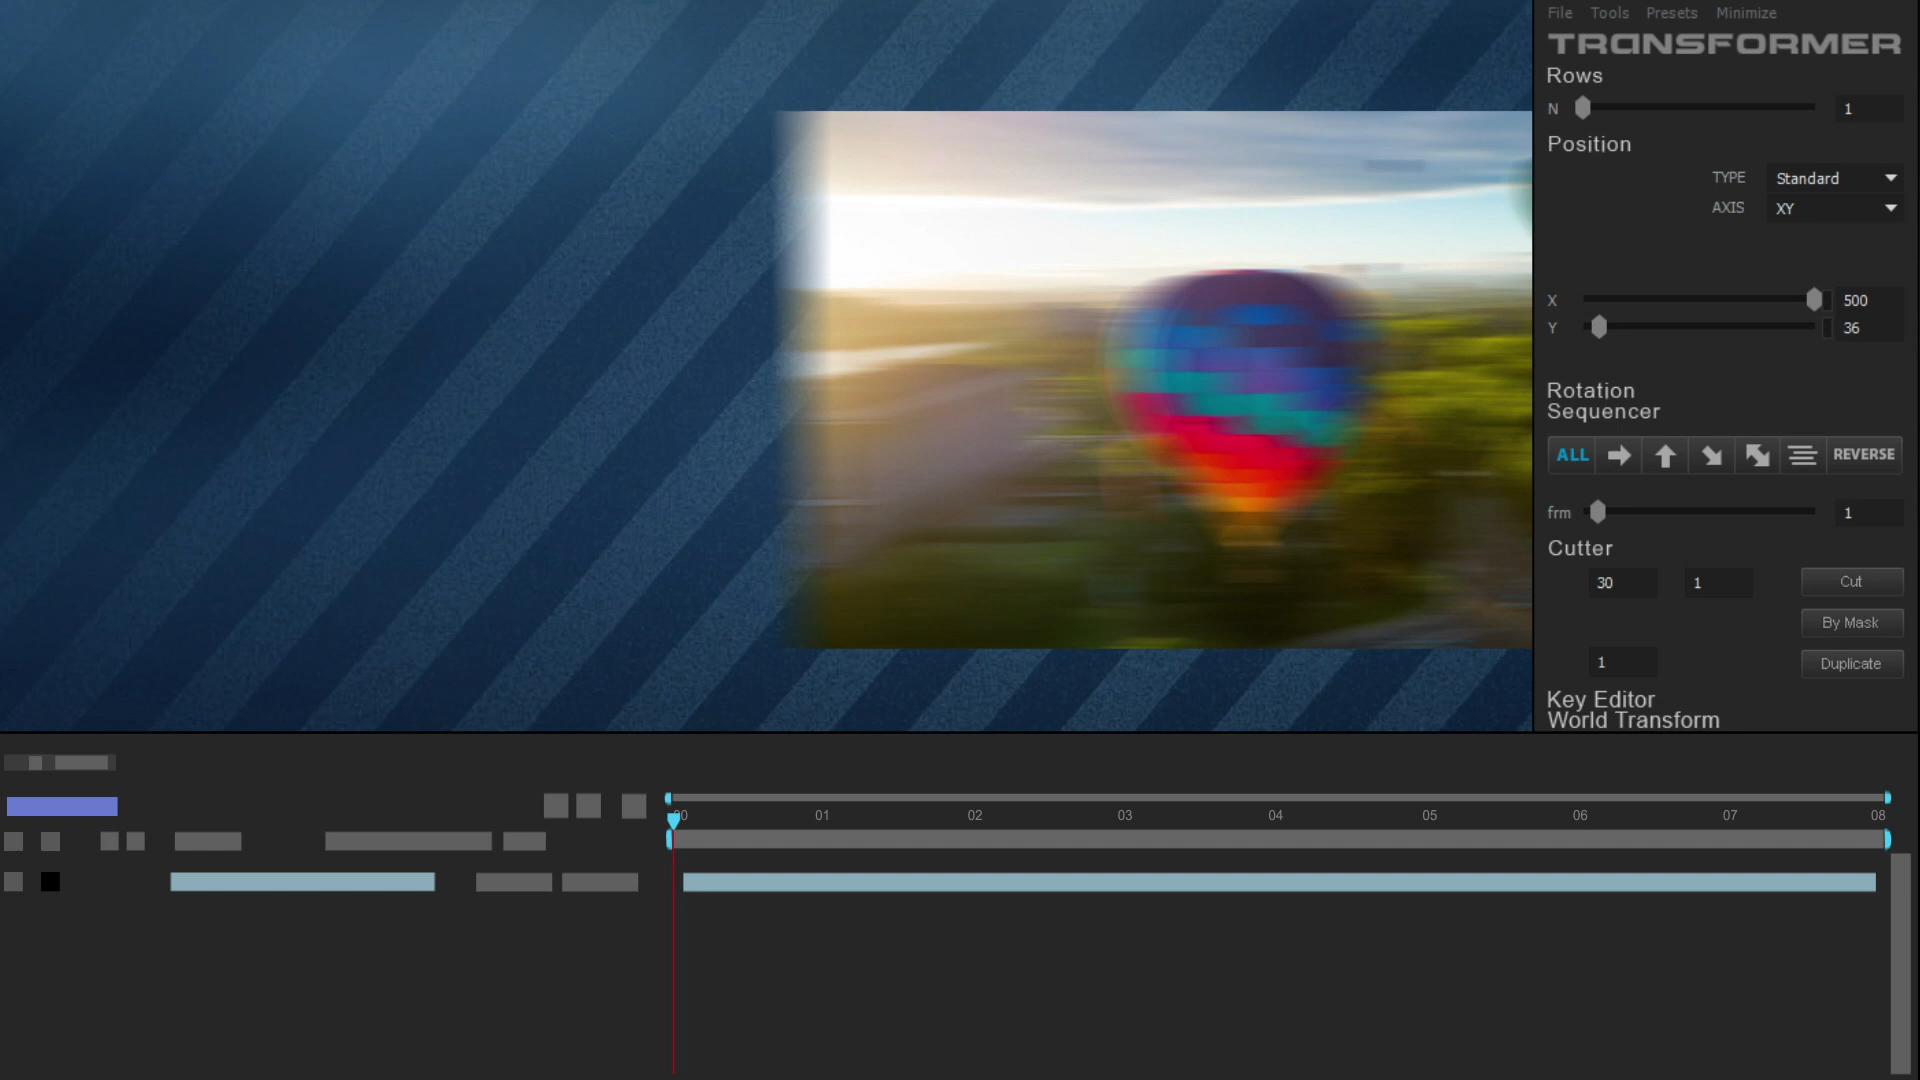 File Tools Presets Minimize
TRANSFORMER
Rows
N 1
Position
TYPE Standard
AXIS XY
X 500
Y 36
Rotation
Sequencer
ALL REVERSE
frm 1
Cutter
30 1 Cut
By Mask
1 Duplicate
Key Editor
World Transform
00 01 02 03 04 05 06 07 08